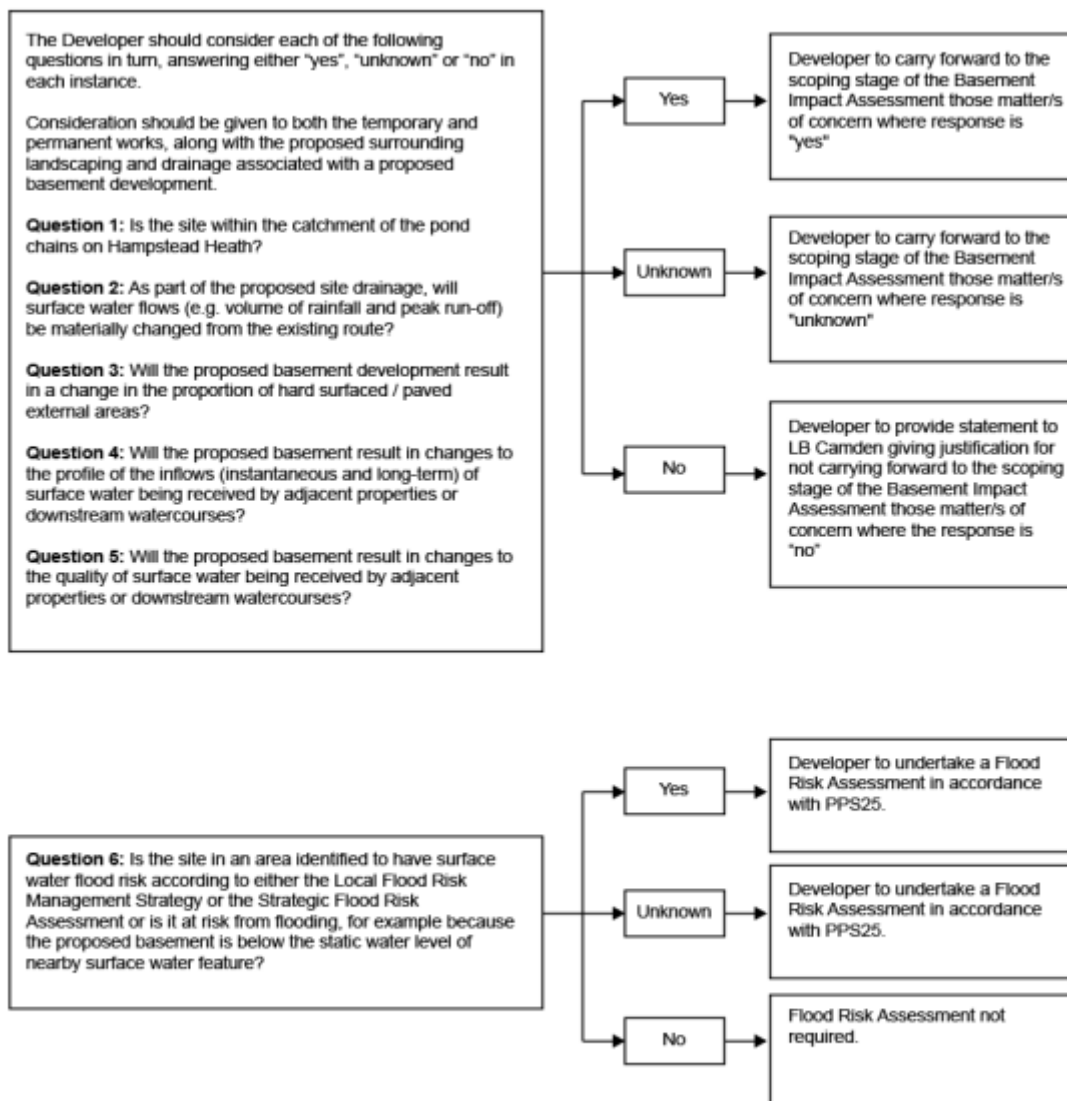 The Developer should consider each of the following
questions in turn, answering either “yes”, “unknown” or “no” in
each instance.
Consideration should be given to both the temporary and
permanent works, along with the proposed surrounding
landscaping and drainage associated with a proposed
basement development.
Question 1: Is the site within the catchment of the pond
chains on Hampstead Heath?
Question 2: As part of the proposed site drainage, will
surface water flows (e.g. volume of rainfall and peak run-off)
be materially changed from the existing route?
Question 3: Will the proposed basement development result
in a change in the proportion of hard surfaced / paved
external areas?
Question 4: Will the proposed basement result in changes to
the profile of the inflows (instantaneous and long-term) of
surface water being received by adjacent properties or
downstream watercourses?
Question 5: Will the proposed basement result in changes to
the quality of surface water being received by adjacent
properties or downstream watercourses?
Yes
Developer to carry forward to the
scoping stage of the Basement
Impact Assessment those matter/s
of concern where response is
“yes”
Unknown
Developer to carry forward to the
scoping stage of the Basement
Impact Assessment those matter/s
of concern where response is
“unknown”
No
Developer to provide statement to
LB Camden giving justification for
not carrying forward to the scoping
stage of the Basement Impact
Assessment those matter/s of
concern where the response is
“no”
Question 6: Is the site in an area identified to have surface
water flood risk according to either the Local Flood Risk
Management Strategy or the Strategic Flood Risk
Assessment or is it at risk from flooding, for example because
the proposed basement is below the static water level of
nearby surface water feature?
Yes
Developer to undertake a Flood
Risk Assessment in accordance
with PPS25.
Unknown
Developer to undertake a Flood
Risk Assessment in accordance
with PPS25.
No
Flood Risk Assessment not
required.